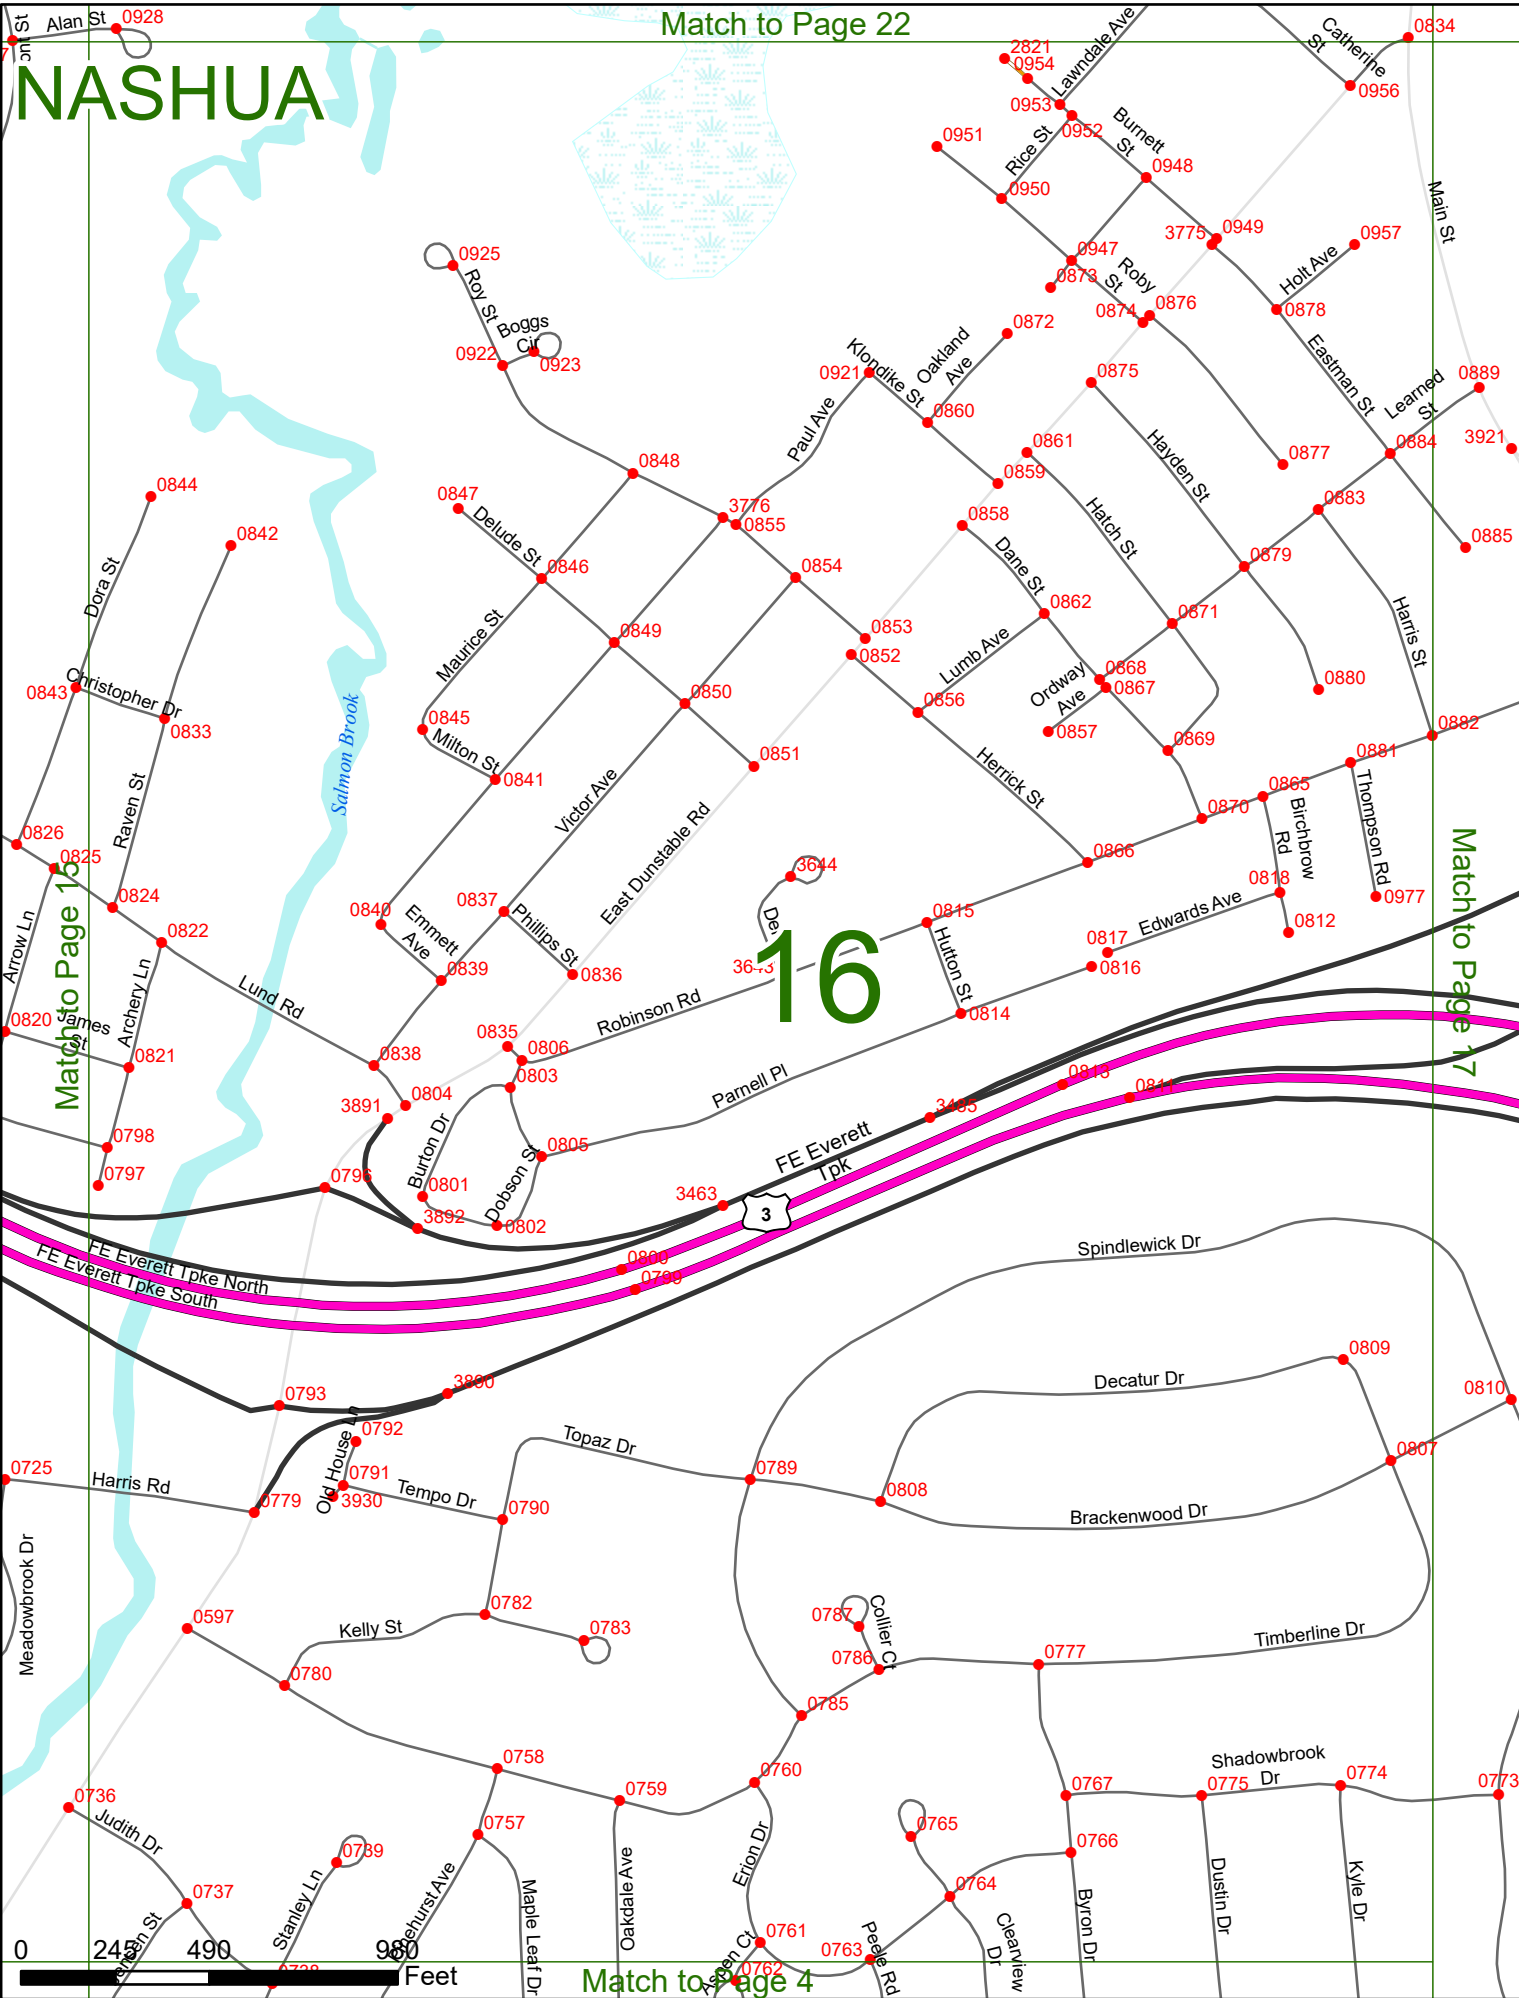 Match to Page 22
Alan St
0928
NASHUA
2821
0954
Lawndale Ave
Catherine
St
0834
0953
0952
0956
0951
Rice St
Burnett
St
0948
0950
Main St
3775
0949
0957
0947
Holt Ave
0873
Roby
St
0925
Roy St
0874
0876
0878
Boggs
Cir
0922
0923
0872
Oakland
Ave
Klondike St
0921
0875
Eastman St
Learned
St
0889
0860
Paul Ave
0861
Hayden St
0884
3921
0877
0848
0859
0844
0847
Delude St
3776
0855
0858
Hatch St
0883
0842
0885
0846
0854
Dane St
0879
Dora St
0862
Maurice St
0849
0853
0871
Harris St
0852
Lumb Ave
Christopher Dr
0843
0833
Salmon Brook
0850
0856
Ordway
Ave
0868
0867
0880
0845
Milton St
0857
0869
0882
0841
0851
Herrick St
0881
Raven St
Victor Ave
0865
Thompson Rd
Birchbrow
Rd
0870
0826
0825
East Dunstable Rd
3644
0866
0818
0977
Match to Page 15
Match to Page 17
0824
0840
Emmett
Ave
0837
Phillips St
0815
Edwards Ave
0812
0822
0817
0816
Arrow Ln
Archery Ln
0839
0836
16
Hutton St
Lund Rd
Robinson Rd
0814
0820
James
St
0821
0838
0835
0806
0803
Parnell Pl
0813
0811
3891
0804
3485
0798
Burton Dr
Dobson St
0805
FE Everett
Tpk
0797
0796
0801
3892
0802
3463
3
FE Everett Tpke North
FE Everett Tpke South
0800
0799
Spindlewick Dr
0809
0793
3890
Decatur Dr
0810
0792
Old House Ln
Topaz Dr
0725
Harris Rd
0779
0791
3930
Tempo Dr
0790
0789
0808
0807
Brackenwood Dr
Meadowbrook Dr
0597
Kelly St
0782
0783
0787
Collier Ct
0786
0777
Timberline Dr
0780
0785
0758
0759
0760
0767
Shadowbrook
Dr
0775
0774
0773
0736
Judith Dr
0757
0765
0766
0739
Stanley Ln
Oakdale Ave
Erion Dr
0764
Dustin Dr
Kyle Dr
0737
Maple Leaf Dr
Byron Dr
Clearview
Dr
0761
Aspen Ct
0763
Peele Rd
0762
0738
0
245
490
980
Feet
Match to Page 4